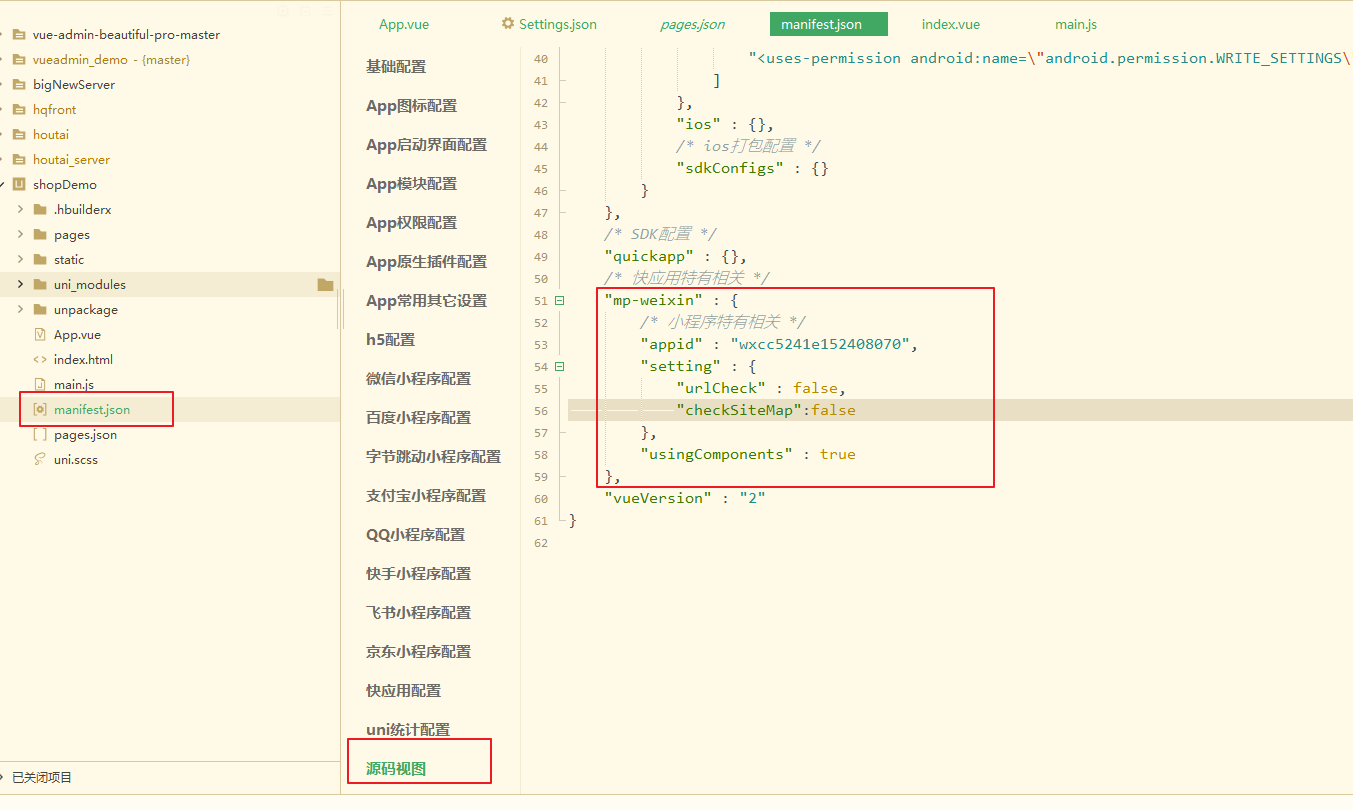 App.vue
Settings.json
pages.json
manifest.json
index.vue
main.js
vue-admin-beautiful-pro-master
vueadmin_demo - {master}
bigNewServer
hqfront
houtai
houtai_server
shopDemo
.hbuilderx
pages
static
uni_modules
unpackage
App.vue
index.html
main.js
manifest.json
pages.json
uni.scss
已关闭项目
基础配置
App图标配置
App启动界面配置
App模块配置
App权限配置
App原生插件配置
App常用其它设置
h5配置
微信小程序配置
百度小程序配置
字节跳动小程序配置
支付宝小程序配置
QQ小程序配置
快手小程序配置
飞书小程序配置
京东小程序配置
快应用配置
uni统计配置
源码视图
40 "<uses-permission android:name=\"android.permission.WRITE_SETTINGS\
41 ]
42 },
43 "ios" : {},
44 /* ios打包配置 */
45 "sdkConfigs" : {}
46 }
47 },
48 /* SDK配置 */
49 "quickapp" : {},
50 /* 快应用特有相关 */
51 "mp-weixin" : {
52 /* 小程序特有相关 */
53 "appid" : "wxcc5241e152408070",
54 "setting" : {
55 "urlCheck" : false,
56 "checkSiteMap":false
57 },
58 "usingComponents" : true
59 },
60 "vueVersion" : "2"
61 }
62